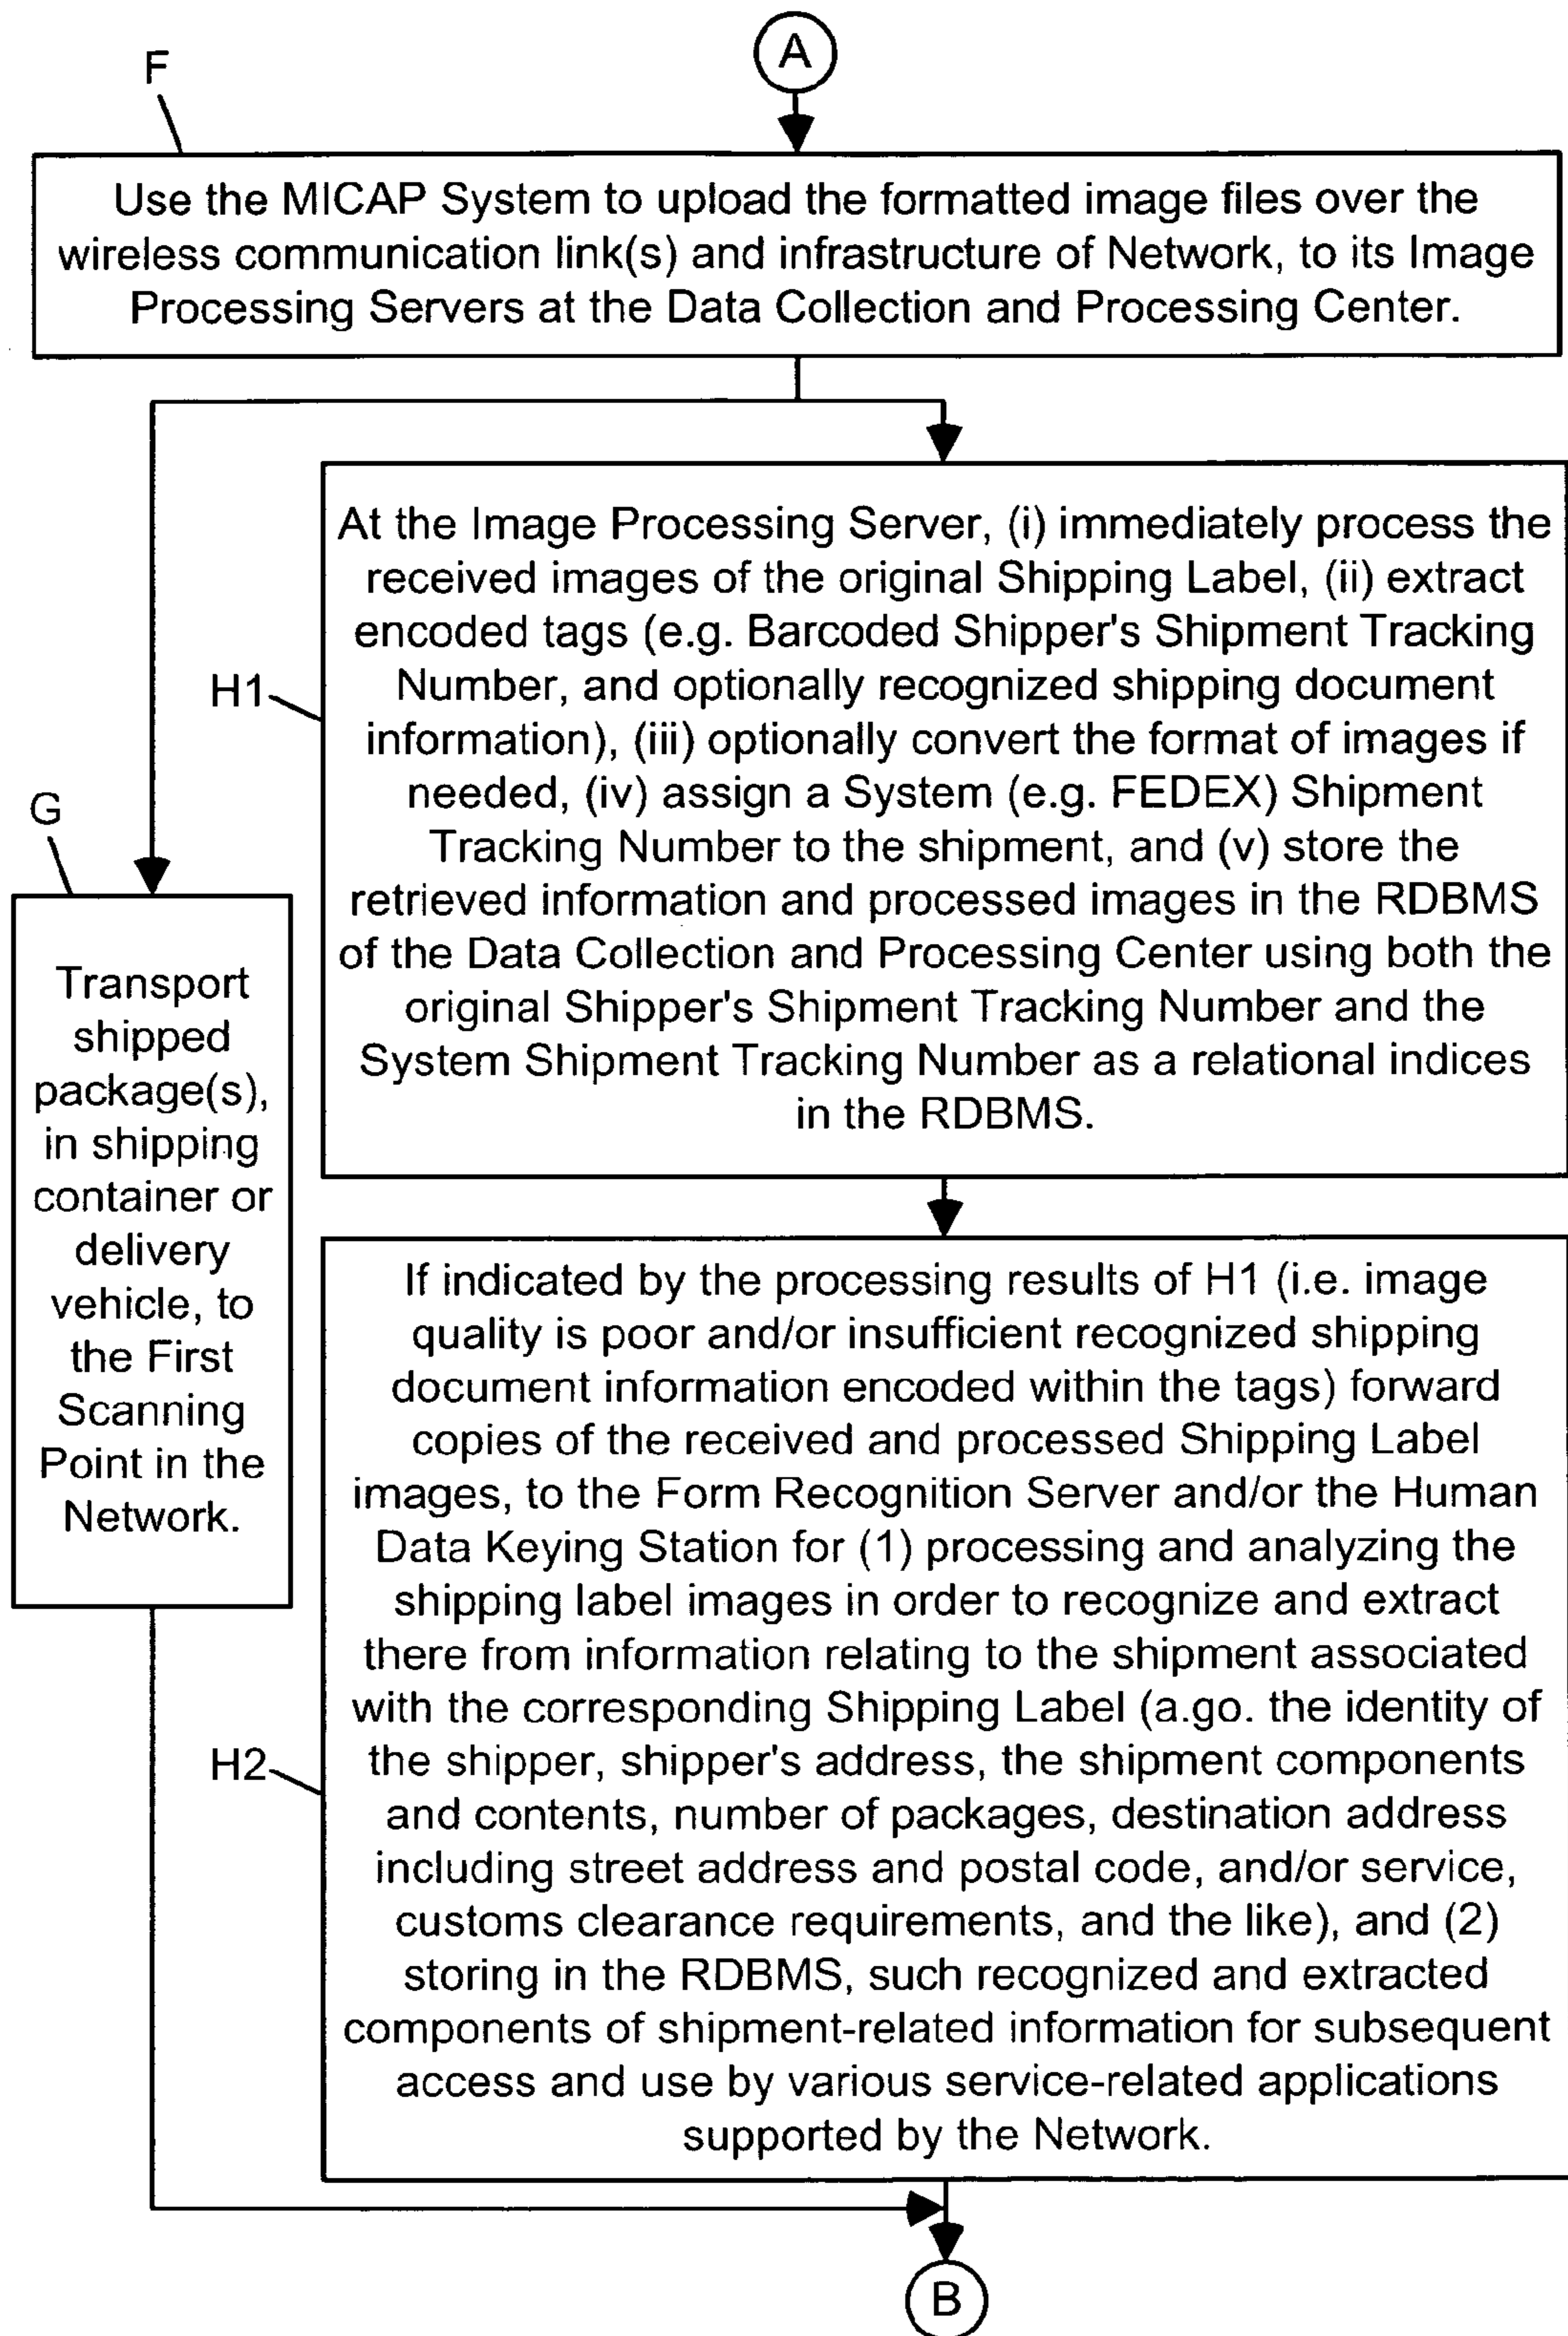 A
F
Use the MICAP System to upload the formatted image files over the
wireless communication link(s) and infrastructure of Network, to its Image
Processing Servers at the Data Collection and Processing Center.
H1
At the Image Processing Server, (i) immediately process the
received images of the original Shipping Label, (ii) extract
encoded tags (e.g. Barcoded Shipper's Shipment Tracking
Number, and optionally recognized shipping document
information), (iii) optionally convert the format of images if
needed, (iv) assign a System (e.g. FEDEX) Shipment
Tracking Number to the shipment, and (v) store the
retrieved information and processed images in the RDBMS
of the Data Collection and Processing Center using both the
original Shipper's Shipment Tracking Number and the
System Shipment Tracking Number as a relational indices
in the RDBMS.
G
Transport
shipped
package(s),
in shipping
container or
delivery
vehicle, to
the First
Scanning
Point in the
Network.
H2
If indicated by the processing results of H1 (i.e. image
quality is poor and/or insufficient recognized shipping
document information encoded within the tags) forward
copies of the received and processed Shipping Label
images, to the Form Recognition Server and/or the Human
Data Keying Station for (1) processing and analyzing the
shipping label images in order to recognize and extract
there from information relating to the shipment associated
with the corresponding Shipping Label (a.go. the identity of
the shipper, shipper's address, the shipment components
and contents, number of packages, destination address
including street address and postal code, and/or service,
customs clearance requirements, and the like), and (2)
storing in the RDBMS, such recognized and extracted
components of shipment-related information for subsequent
access and use by various service-related applications
supported by the Network.
B